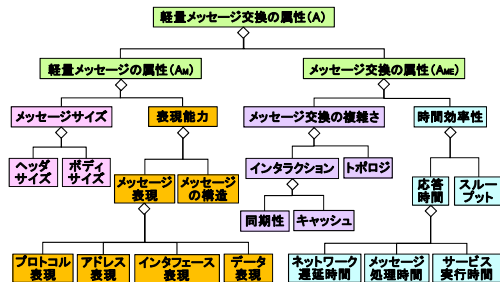 軽量メッセージ交換の属性(A)
軽量メッセージの属性(AM)
メッセージ交換の属性(AME)
メッセージサイズ
表現能力
メッセージ交換の複雑さ
時間効率性
ヘッダ
サイズ
ボディ
サイズ
メッセージ
表現
メッセージ
の構造
インタラクション
トポロジ
応答
時間
スルー
プット
同期性
キャッシュ
プロトコル
表現
アドレス
表現
インタフェース
表現
データ
表現
ネットワーク
遅延時間
メッセージ
処理時間
サービス
実行時間